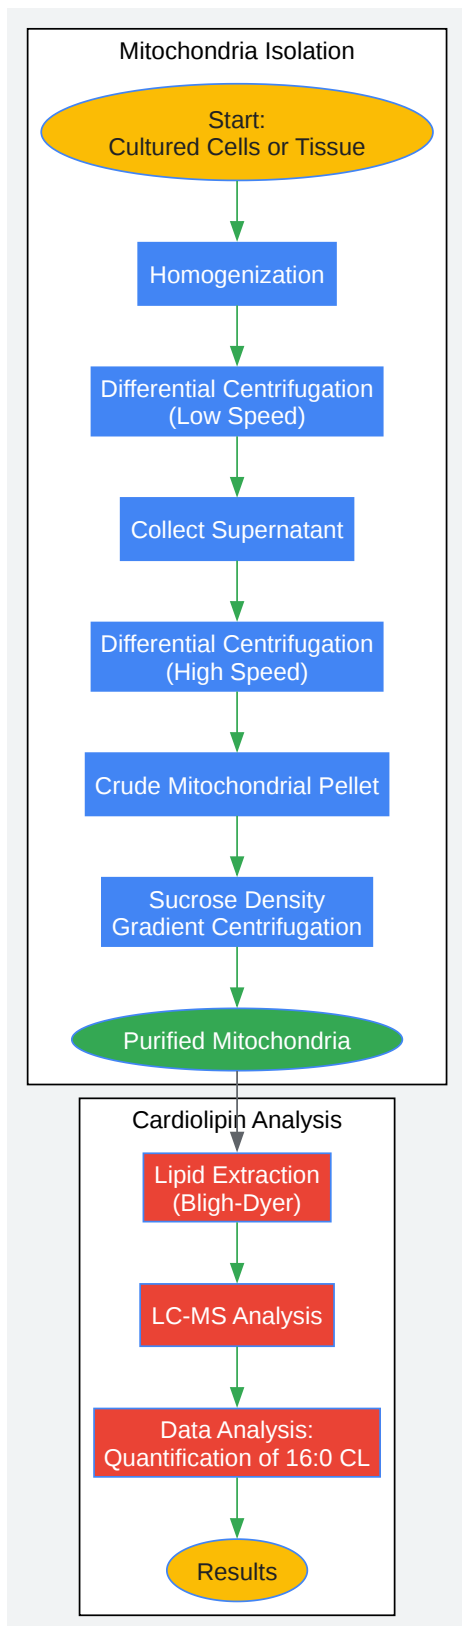 Mitochondria Isolation
Start:
Cultured Cells or Tissue
Homogenization
Differential Centrifugation
(Low Speed)
Collect Supernatant
Differential Centrifugation
(High Speed)
Crude Mitochondrial Pellet
Sucrose Density
Gradient Centrifugation
Purified Mitochondria
Cardiolipin Analysis
Lipid Extraction
(Bligh-Dyer)
LC-MS Analysis
Data Analysis:
Quantification of 16:0 CL
Results